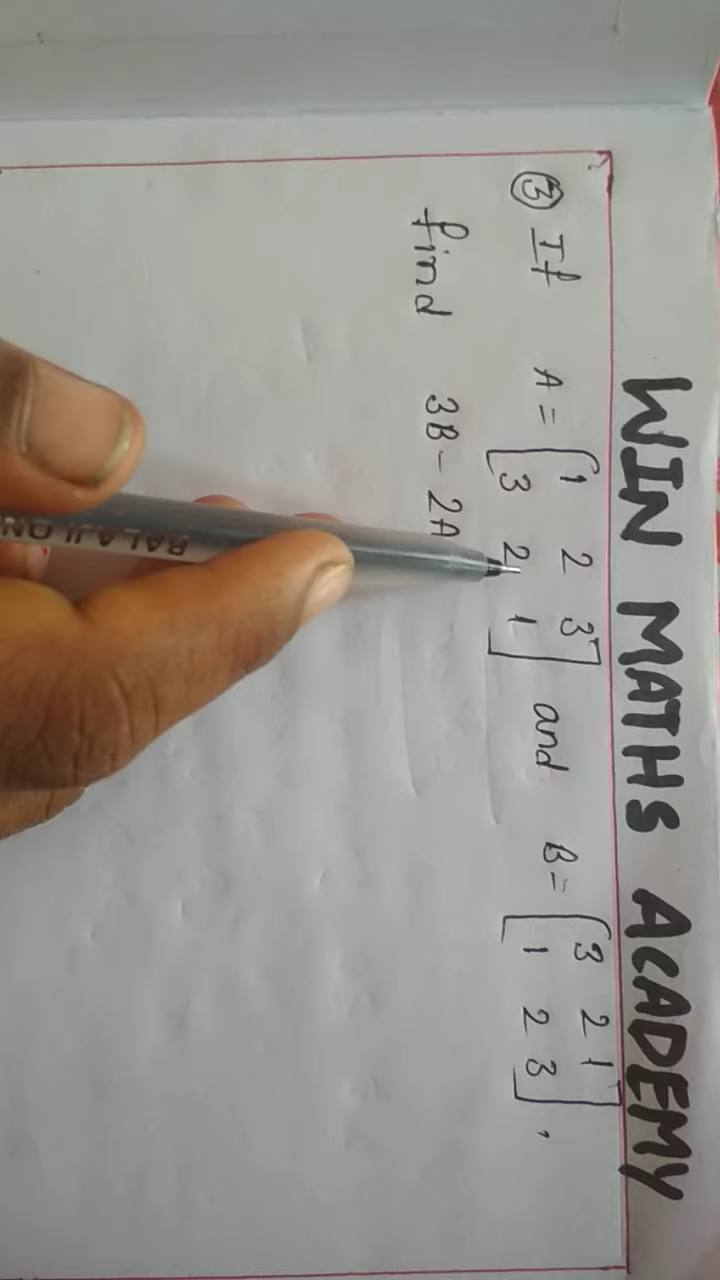 WIN MATHS ACADEMY
③ If A = [1 2 3
3 2 1] and B = [3 2 1
1 2 3],
find 3B - 2A
BALAJI ON